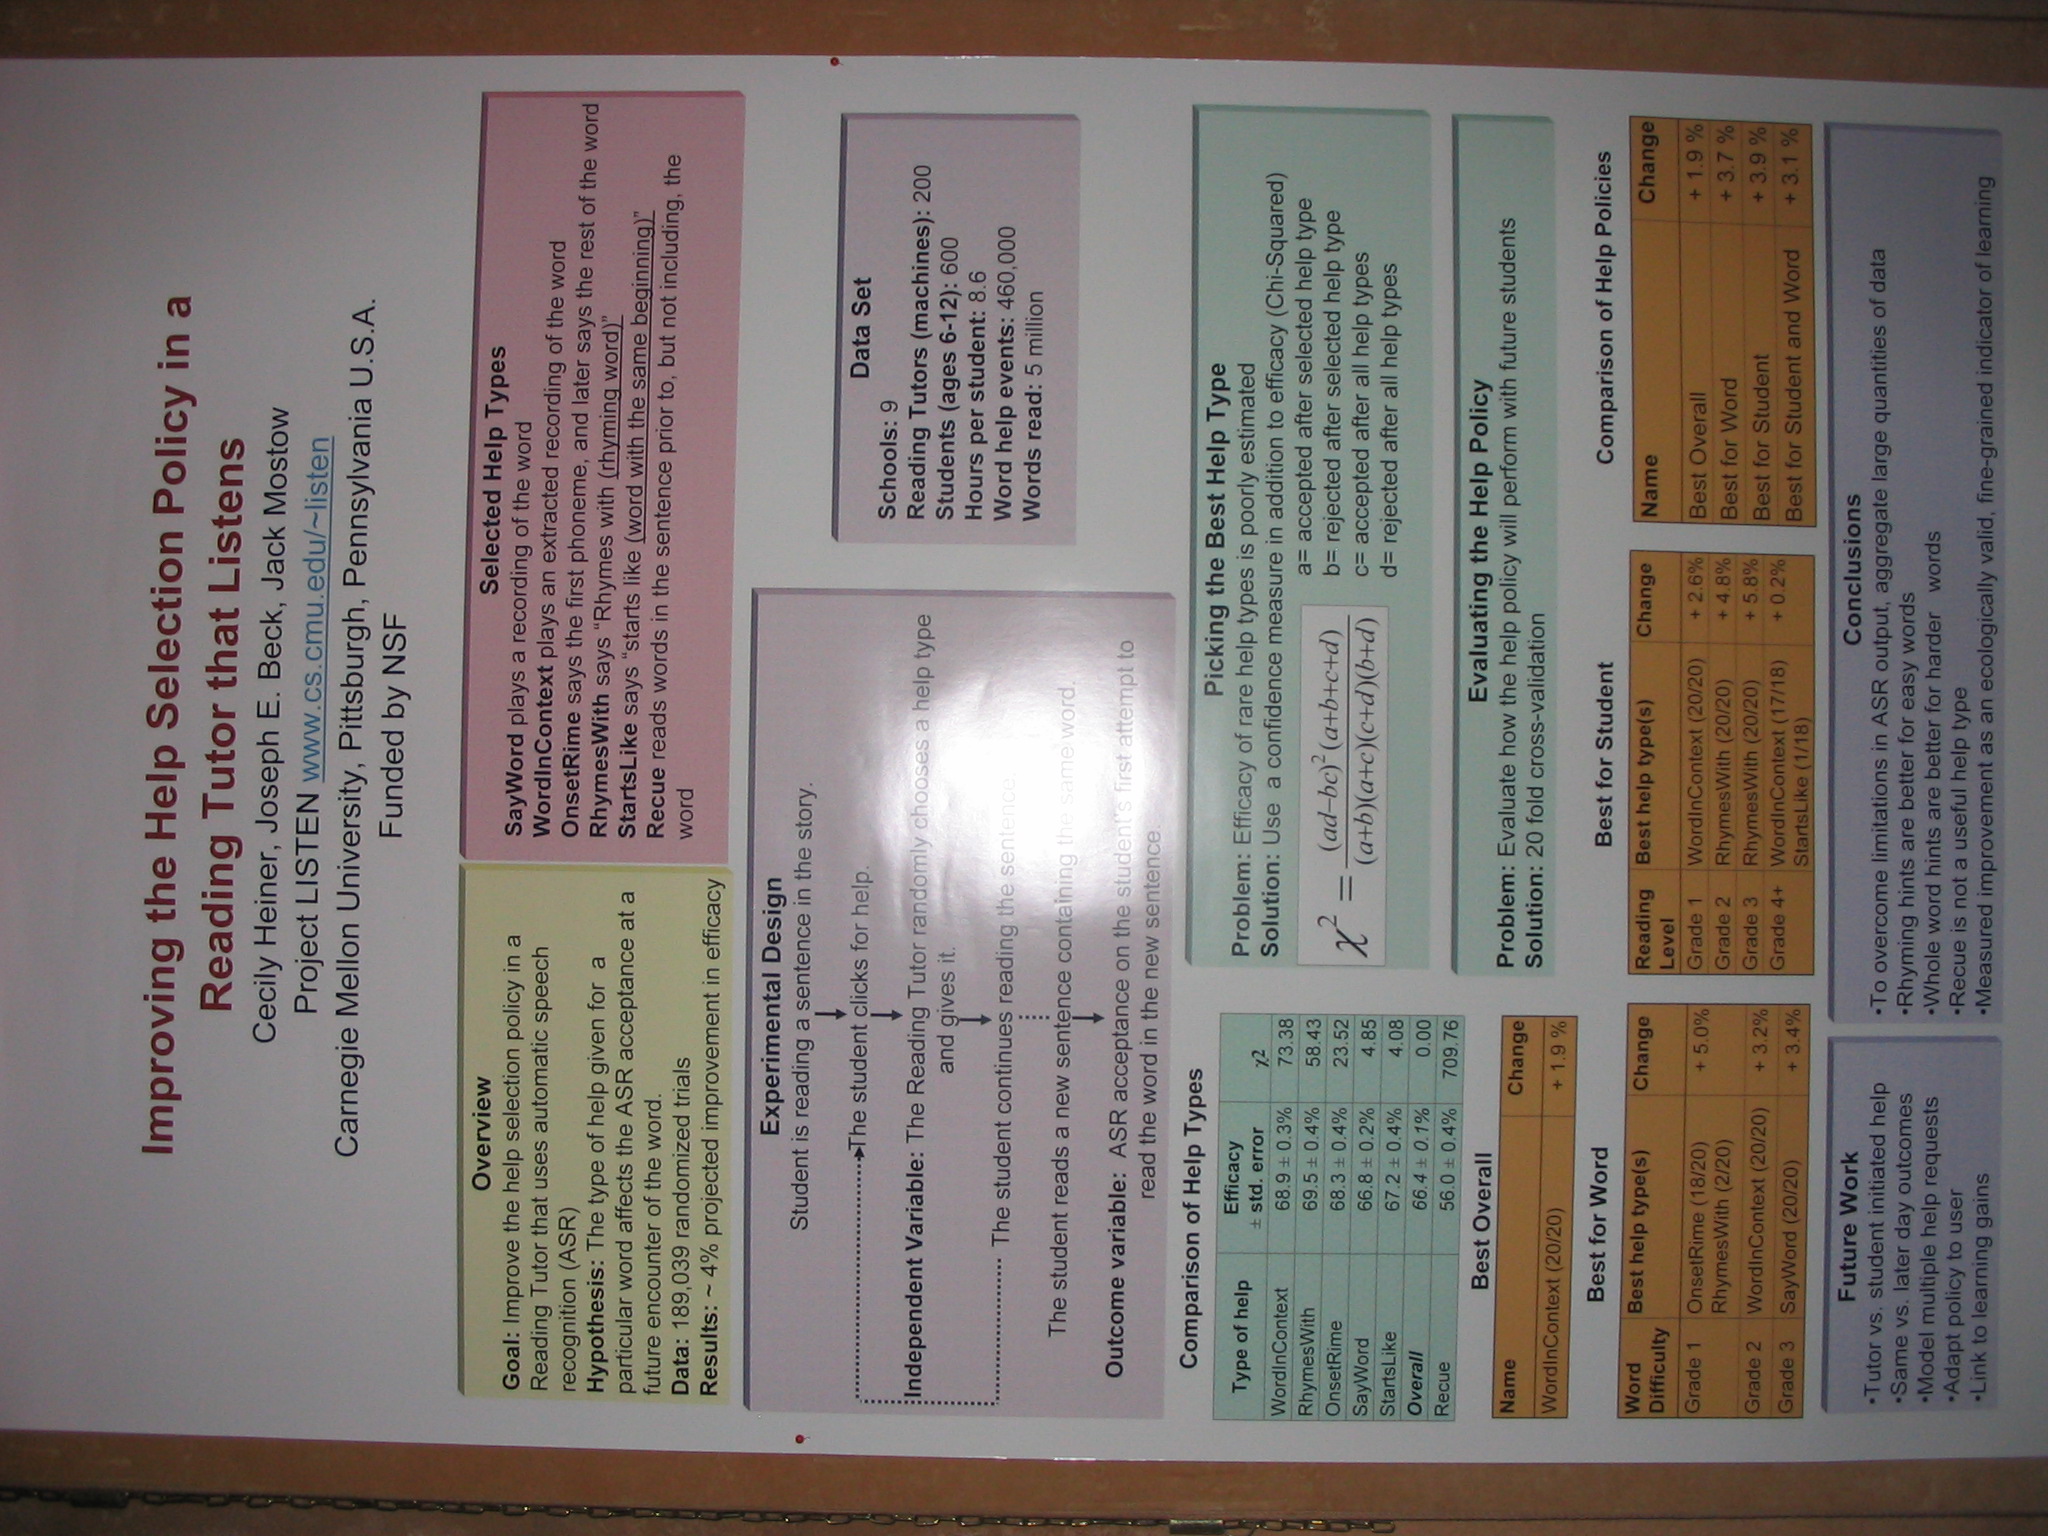 Improving the Help Selection Policy in a
Reading Tutor that Listens
Cecily Heiner, Joseph E. Beck, Jack Mostow
Project LISTEN www.cs.cmu.edu/~listen
Carnegie Mellon University, Pittsburgh, Pennsylvania U.S.A.
Funded by NSF
Overview
Goal: Improve the help selection policy in a
Reading Tutor that uses automatic speech
recognition (ASR)
Hypothesis: The type of help given for a
particular word affects the ASR acceptance at a
future encounter of the word.
Data: 189,039 randomized trials
Results: ~ 4% projected improvement in efficacy
Selected Help Types
SayWord plays a recording of the word
WordInContext plays an extracted recording of the word
OnsetRime says the first phoneme, and later says the rest of the word
RhymesWith says "Rhymes with (rhyming word)"
StartsLike says "starts like (word with the same beginning)"
Recue reads words in the sentence prior to, but not including, the
word
Experimental Design
Student is reading a sentence in the story.
The student clicks for help.
Independent Variable: The Reading Tutor randomly chooses a help type
and gives it.
The student continues reading the sentence.
The student reads a new sentence containing the same word.
Outcome variable: ASR acceptance on the student's first attempt to
read the word in the new sentence.
Data Set
Schools: 9
Reading Tutors (machines): 200
Students (ages 6-12): 600
Hours per student: 8.6
Word help events: 460,000
Words read: 5 million
Comparison of Help Types
Type of help Efficacy ± std. error χ2
WordInContext 68.9 ± 0.3% 73.38
RhymesWith 69.5 ± 0.4% 58.43
OnsetRime 68.3 ± 0.4% 23.52
SayWord 66.8 ± 0.2% 4.85
StartsLike 67.2 ± 0.4% 4.08
Overall 66.4 ± 0.1% 0.00
Recue 56.0 ± 0.4% 709.76
Picking the Best Help Type
Problem: Efficacy of rare help types is poorly estimated
Solution: Use a confidence measure in addition to efficacy (Chi-Squared)
χ² = (ad−bc)²(a+b+c+d) / (a+b)(a+c)(c+d)(b+d)
a= accepted after selected help type
b= rejected after selected help type
c= accepted after all help types
d= rejected after all help types
Evaluating the Help Policy
Problem: Evaluate how the help policy will perform with future students
Solution: 20 fold cross-validation
Best Overall
Name Change
WordInContext (20/20) + 1.9 %
Best for Word
Word Difficulty Best help type(s) Change
Grade 1 OnsetRime (18/20) + 5.0%
RhymesWith (2/20)
Grade 2 WordInContext (20/20) + 3.2%
Grade 3 SayWord (20/20) + 3.4%
Best for Student
Reading Level Best help type(s) Change
Grade 1 WordInContext (20/20) + 2.6%
Grade 2 RhymesWith (20/20) + 4.8%
Grade 3 RhymesWith (20/20) + 5.8%
Grade 4+ WordInContext (17/18) + 0.2%
StartsLike (1/18)
Comparison of Help Policies
Name Change
Best Overall + 1.9 %
Best for Word + 3.7 %
Best for Student + 3.9 %
Best for Student and Word + 3.1 %
Future Work
•Tutor vs. student initiated help
•Same vs. later day outcomes
•Model multiple help requests
•Adapt policy to user
•Link to learning gains
Conclusions
•To overcome limitations in ASR output, aggregate large quantities of data
•Rhyming hints are better for easy words
•Whole word hints are better for harder words
•Recue is not a useful help type
•Measured improvement as an ecologically valid, fine-grained indicator of learning